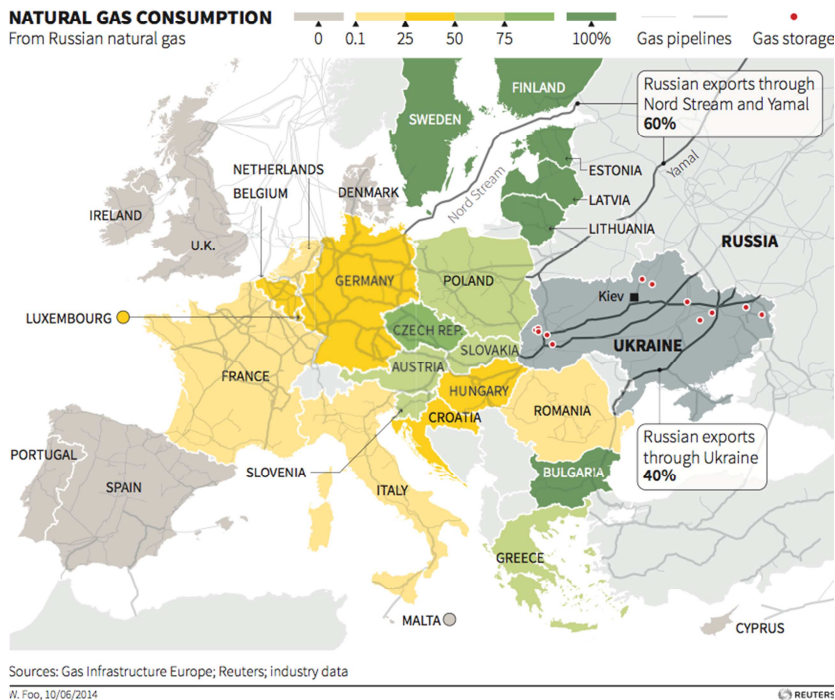 NATURAL GAS CONSUMPTION
From Russian natural gas
0
0.1
25
50
75
100%
Gas pipelines
Gas storage
Russian exports through
Nord Stream and Yamal
60%
FINLAND
SWEDEN
NETHERLANDS
BELGIUM
DENMARK
Nord Stream
Yamal
ESTONIA
LATVIA
LITHUANIA
IRELAND
U.K.
RUSSIA
GERMANY
POLAND
Kiev
LUXEMBOURG
CZECH REP.
UKRAINE
SLOVAKIA
AUSTRIA
FRANCE
HUNGARY
CROATIA
ROMANIA
PORTUGAL
SPAIN
SLOVENIA
ITALY
BULGARIA
Russian exports
through Ukraine
40%
GREECE
MALTA
CYPRUS
Sources: Gas Infrastructure Europe; Reuters; industry data
W. Foo, 10/06/2014
REUTERS